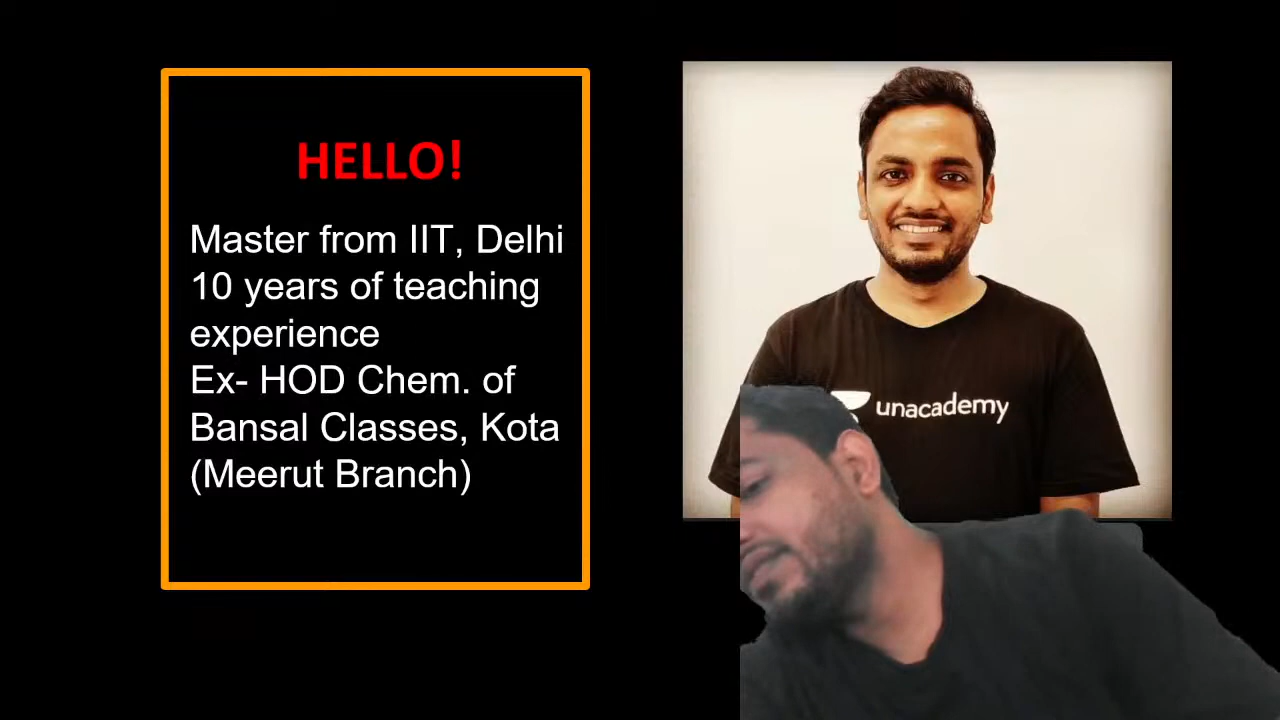 HELLO!
Master from IIT, Delhi
10 years of teaching
experience
Ex- HOD Chem. of
Bansal Classes, Kota
(Meerut Branch)
unacademy